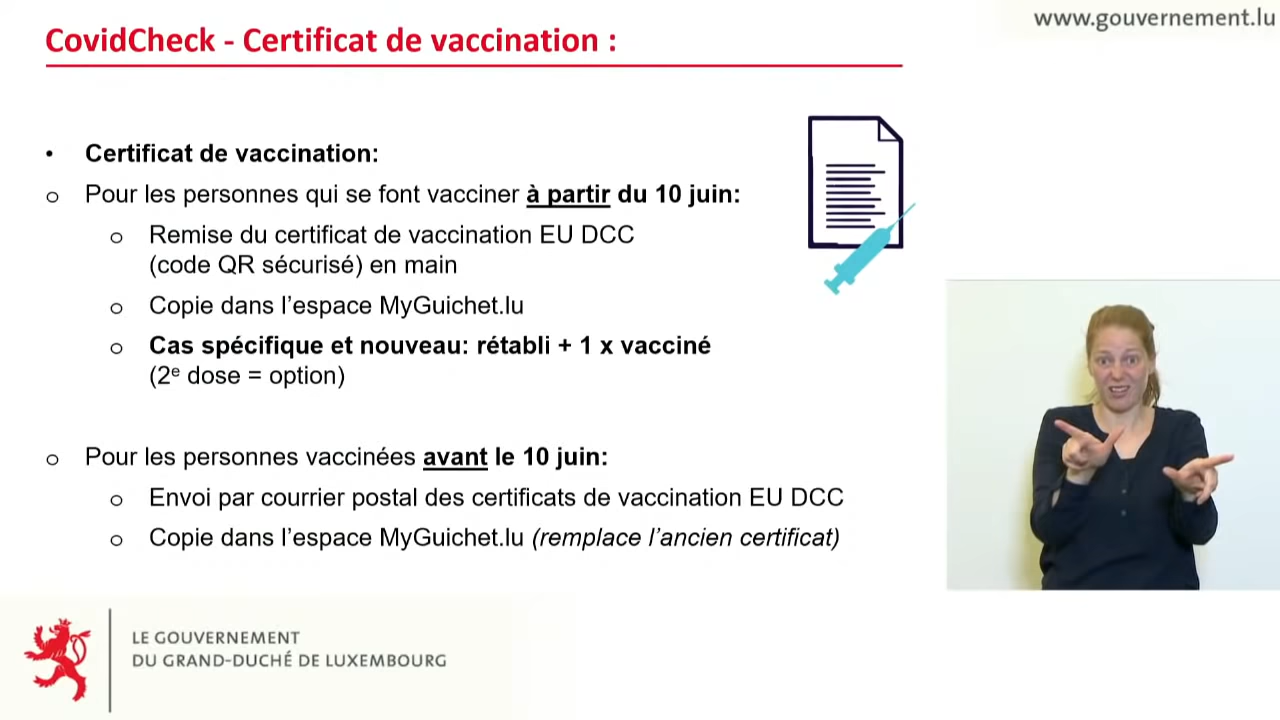 www.gouvernement.lu
CovidCheck - Certificat de vaccination :
• Certificat de vaccination:
o Pour les personnes qui se font vacciner à partir du 10 juin:
o Remise du certificat de vaccination EU DCC
(code QR sécurisé) en main
o Copie dans l’espace MyGuichet.lu
o Cas spécifique et nouveau: rétabli + 1 x vacciné
(2e dose = option)
o Pour les personnes vaccinées avant le 10 juin:
o Envoi par courrier postal des certificats de vaccination EU DCC
o Copie dans l’espace MyGuichet.lu (remplace l’ancien certificat)
LE GOUVERNEMENT
DU GRAND-DUCHÉ DE LUXEMBOURG